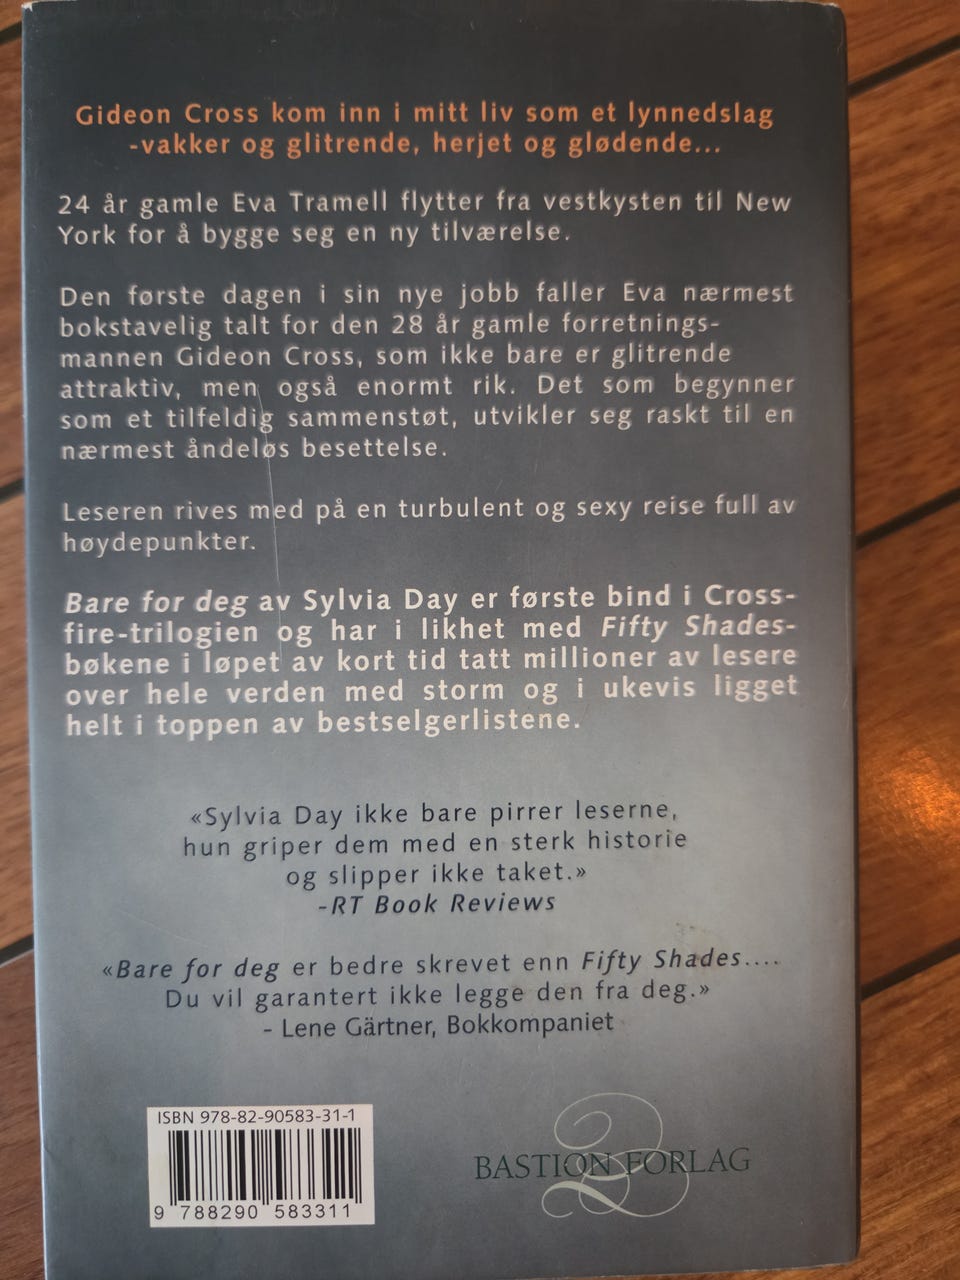 Gideon Cross kom inn i mitt liv som et lynnedslag
-vakker og glitrende, herjet og glødende...
24 år gamle Eva Tramell flytter fra vestkysten til New
York for å bygge seg en ny tilværelse.
Den første dagen i sin nye jobb faller Eva nærmest
bokstavelig talt for den 28 år gamle forretnings-
mannen Gideon Cross, som ikke bare er glitrende
attraktiv, men også enormt rik. Det som begynner
som et tilfeldig sammenstøt, utvikler seg raskt til en
nærmest åndeløs besettelse.
Leseren rives med på en turbulent og sexy reise full av
høydepunkter.
Bare for deg av Sylvia Day er første bind i Cross-
fire-trilogien og har i likhet med Fifty Shades-
bøkene i løpet av kort tid tatt millioner av lesere
over hele verden med storm og i ukevis ligget
helt i toppen av bestselgerlistene.
«Sylvia Day ikke bare pirrer leserne,
hun griper dem med en sterk historie
og slipper ikke taket.»
-RT Book Reviews
«Bare for deg er bedre skrevet enn Fifty Shades....
Du vil garantert ikke legge den fra deg.»
- Lene Gärtner, Bokkompaniet
ISBN 978-82-90583-31-1
9 788290 583311
BASTION FORLAG